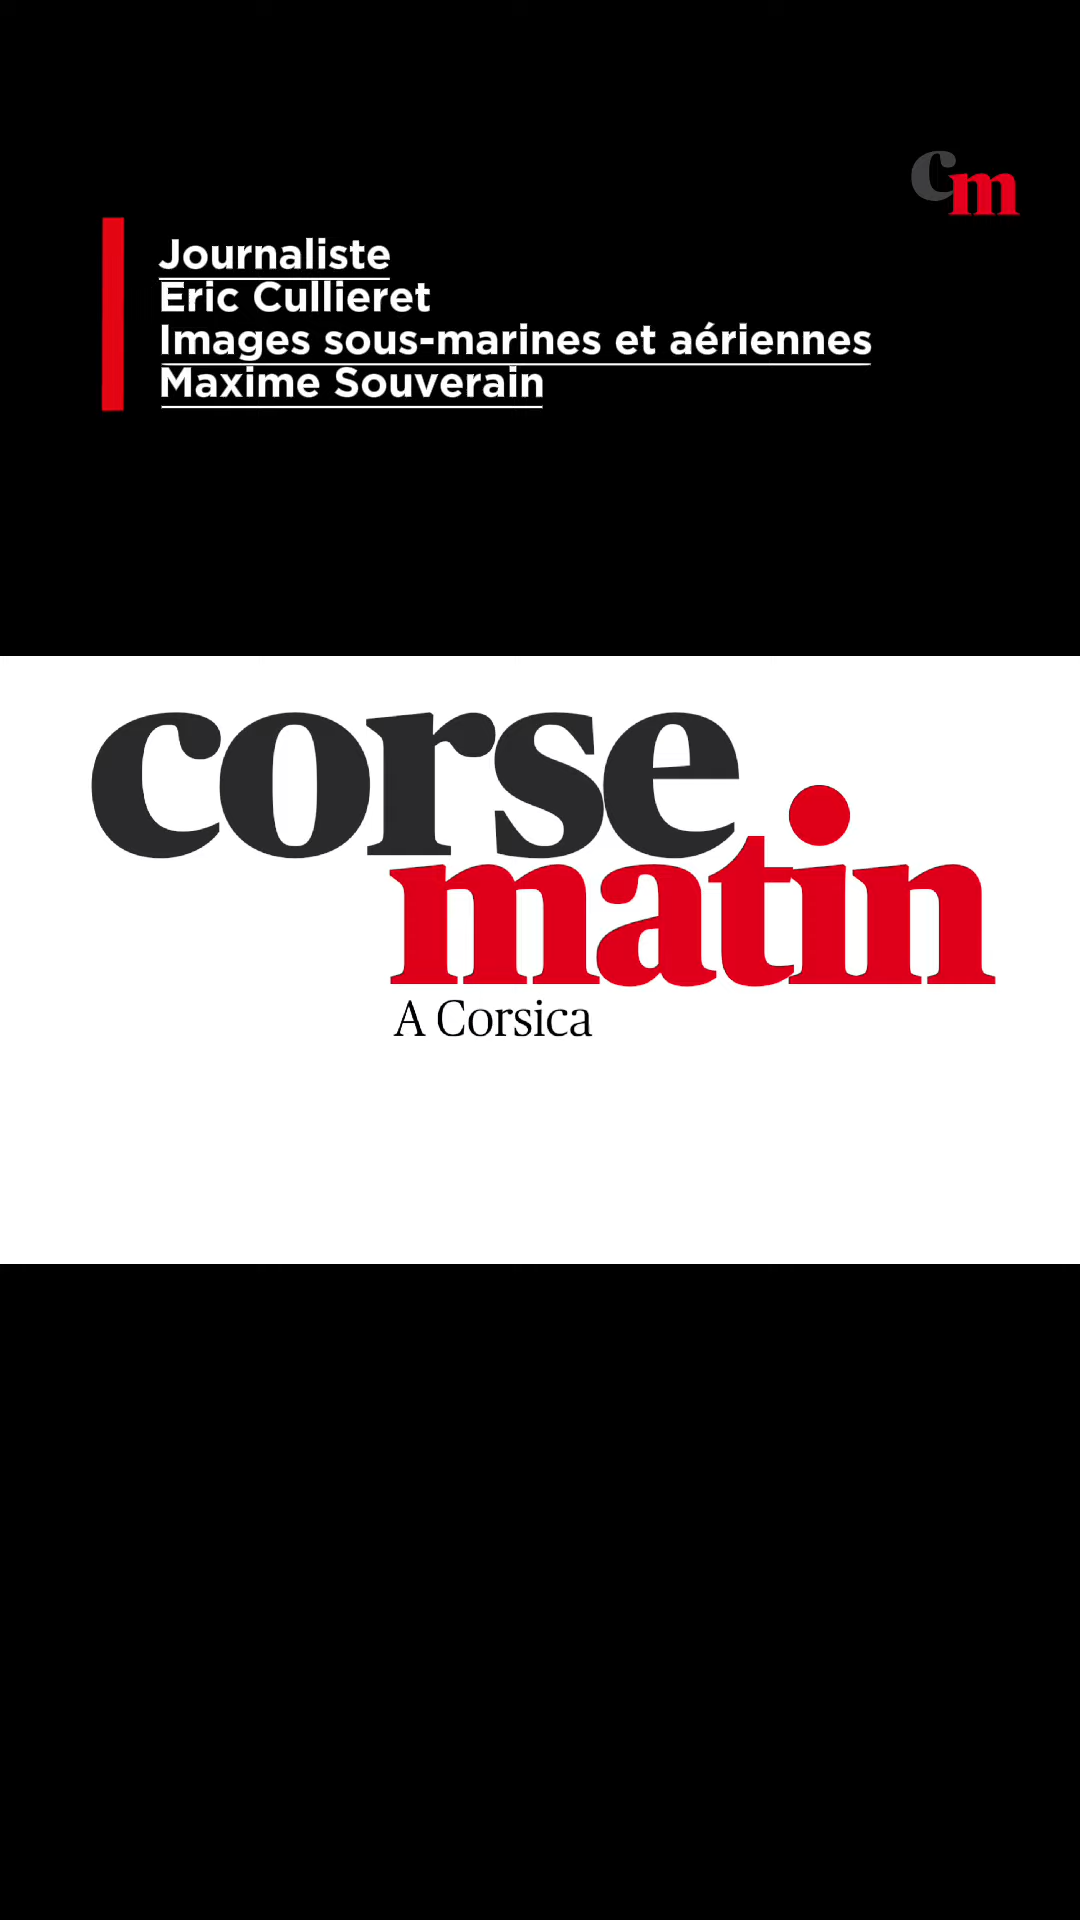 cm
Journaliste
Eric Cullieret
Images sous-marines et aériennes
Maxime Souverain
corse
matin
A Corsica